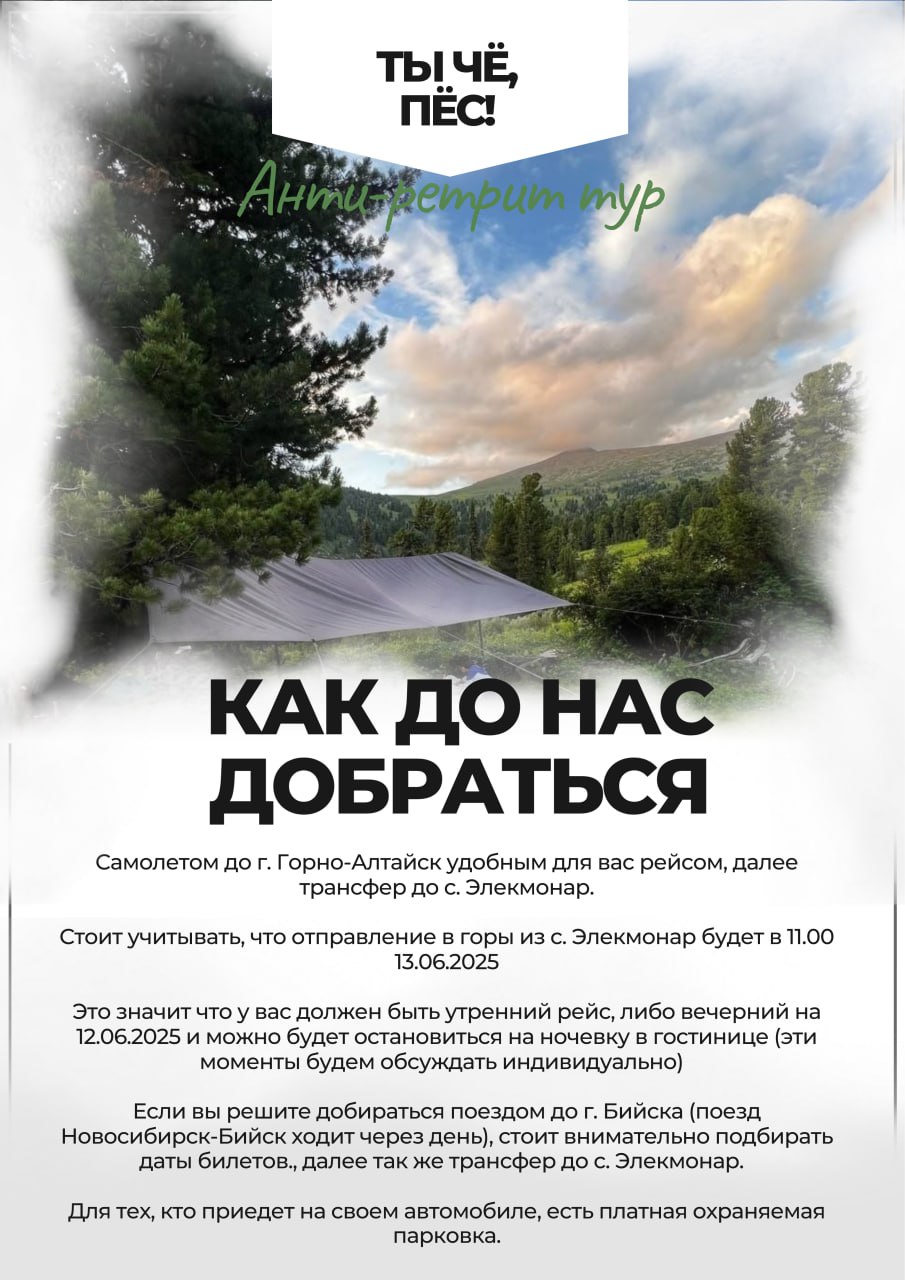 ТЫ ЧЁ,
ПЁС!
Анти-ретрит тур
КАК ДО НАС
ДОБРАТЬСЯ
Самолетом до г. Горно-Алтайск удобным для вас рейсом, далее
трансфер до с. Элекмонар.
Стоит учитывать, что отправление в горы из с. Элекмонар будет в 11.00
13.06.2025
Это значит что у вас должен быть утренний рейс, либо вечерний на
12.06.2025 и можно будет остановиться на ночевку в гостинице (эти
моменты будем обсуждать индивидуально)
Если вы решите добираться поездом до г. Бийска (поезд
Новосибирск-Бийск ходит через день), стоит внимательно подбирать
даты билетов., далее так же трансфер до с. Элекмонар.
Для тех, кто приедет на своем автомобиле, есть платная охраняемая
парковка.